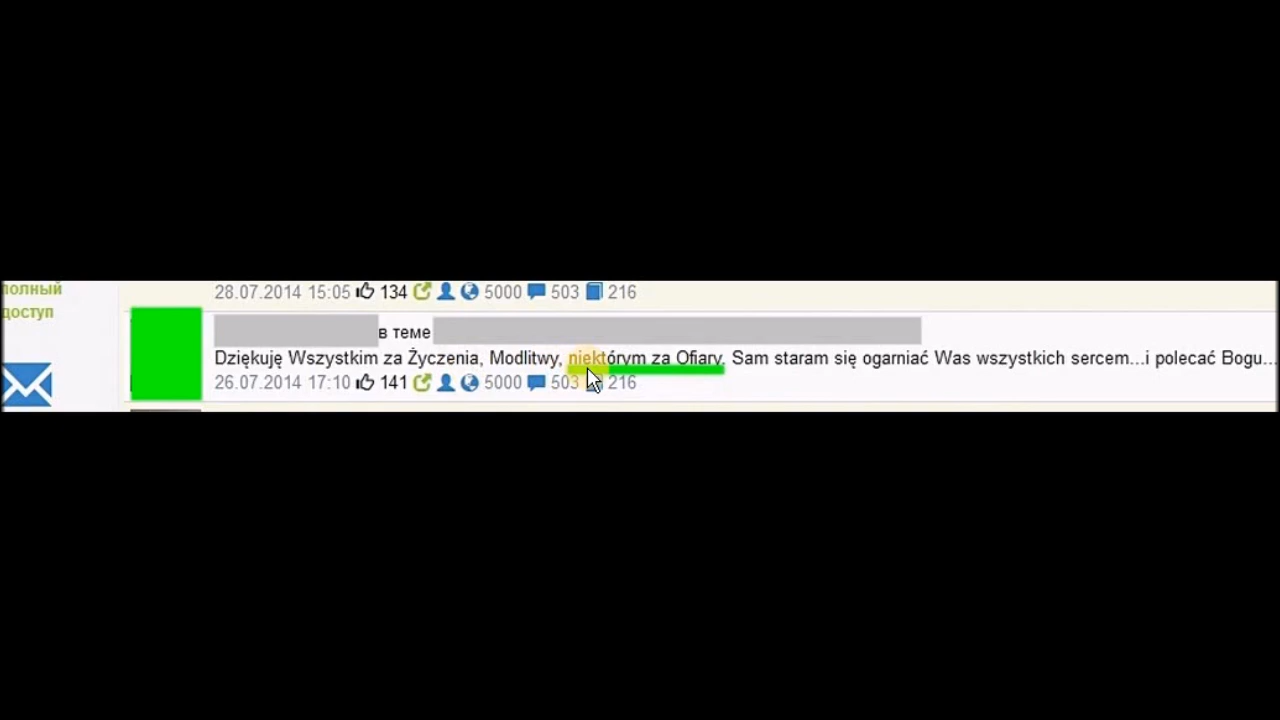 полный
доступ
28.07.2014 15:05 134 5000 503 216
в теме
Dziękuję Wszystkim za Życzenia, Modlitwy, niektórym za Ofiary. Sam staram się ogarniać Was wszystkich sercem...i polecać Bogu...
26.07.2014 17:10 141 5000 503 216